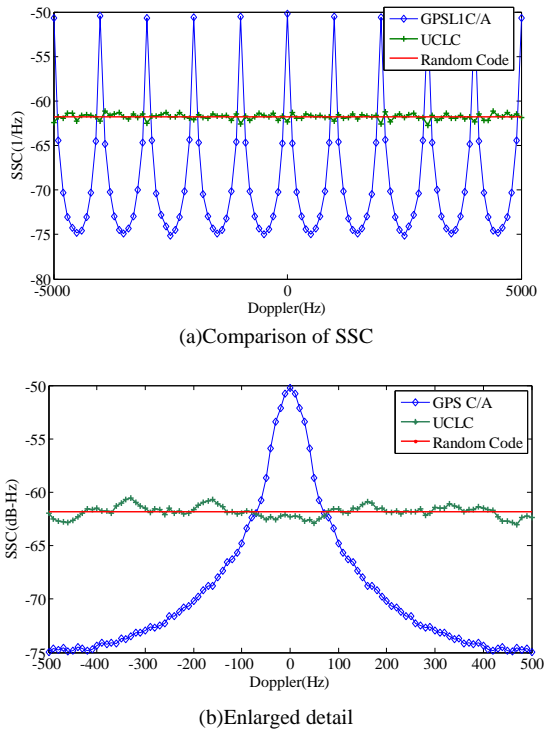 -50
-55
-60
-65
-70
-75
-80
SSC(1/Hz)
GPSL1C/A
UCLC
Random Code
-5000 0 5000
Doppler(Hz)
(a)Comparison of SSC
-50
-55
-60
-65
-70
-75
SSC(dB-Hz)
GPS C/A
UCLC
Random Code
-500 -400 -300 -200 -100 0 100 200 300 400 500
Doppler(Hz)
(b)Enlarged detail